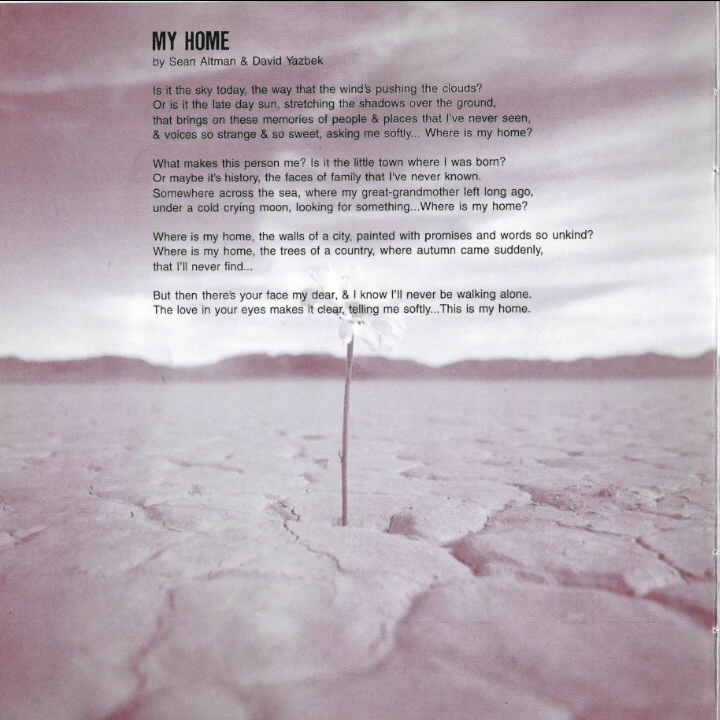 MY HOME
by Sean Altman & David Yazbek
Is it the sky today, the way that the wind's pushing the clouds?
Or is it the late day sun, stretching the shadows over the ground,
that brings on these memories of people & places that I've never seen,
& voices so strange & so sweet, asking me softly... Where is my home?
What makes this person me? Is it the little town where I was born?
Or maybe it's history, the faces of family that I've never known.
Somewhere across the sea, where my great-grandmother left long ago,
under a cold crying moon, looking for something...Where is my home?
Where is my home, the walls of a city, painted with promises and words so unkind?
Where is my home, the trees of a country, where autumn came suddenly,
that I'll never find...
But then there's your face my dear, & I know I'll never be walking alone.
The love in your eyes makes it clear, telling me softly...This is my home.